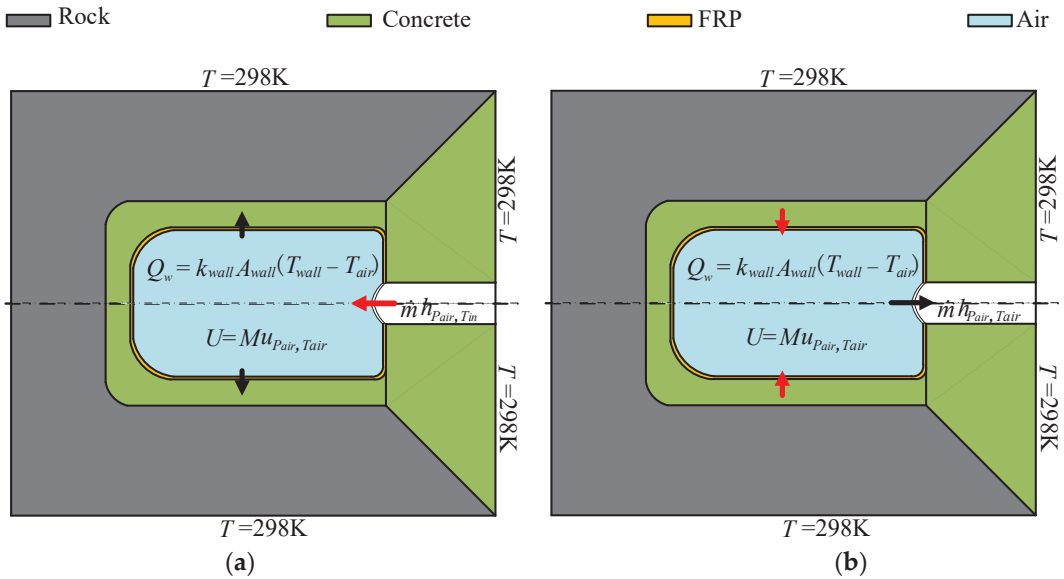 Rock Concrete FRP Air
T=298K T=298K
T=298K T=298K
Q_w = k_wall A_wall (T_wall − T_air) Q_w = k_wall A_wall (T_wall − T_air)
ṁ h_Pair, Tin ṁ h_Pair, Tair
U=Mu_Pair, Tair U=Mu_Pair, Tair
T=298K T=298K
T=298K T=298K
(a) (b)